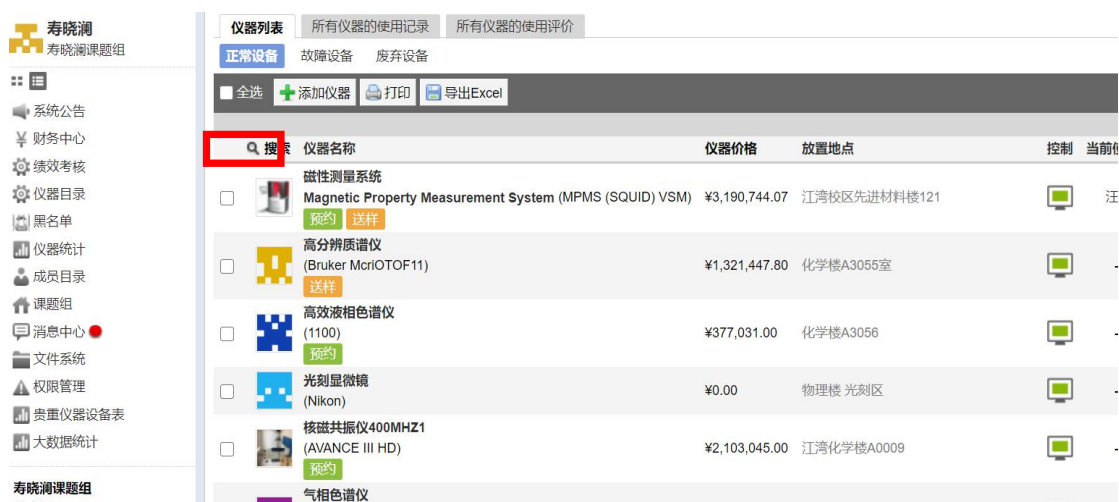 寿晓澜
寿晓澜课题组
系统公告
财务中心
绩效考核
仪器目录
黑名单
仪器统计
成员目录
课题组
消息中心
文件系统
权限管理
贵重仪器设备表
大数据统计
寿晓澜课题组
仪器列表 所有仪器的使用记录 所有仪器的使用评价
正常设备 故障设备 废弃设备
全选 添加仪器 打印 导出Excel
搜索 仪器名称 仪器价格 放置地点 控制 当前使
磁性测量系统
Magnetic Property Measurement System (MPMS (SQUID) VSM) ¥3,190,744.07 江湾校区先进材料楼121 汪
预约 送样
高分辨质谱仪
(Bruker McriOTOF11) ¥1,321,447.80 化学楼A3055室
送样
高效液相色谱仪
(1100) ¥377,031.00 化学楼A3056
预约
光刻显微镜
(Nikon) ¥0.00 物理楼 光刻区
核磁共振仪400MHZ1
(AVANCE III HD) ¥2,103,045.00 江湾化学楼A0009
预约
气相色谱仪